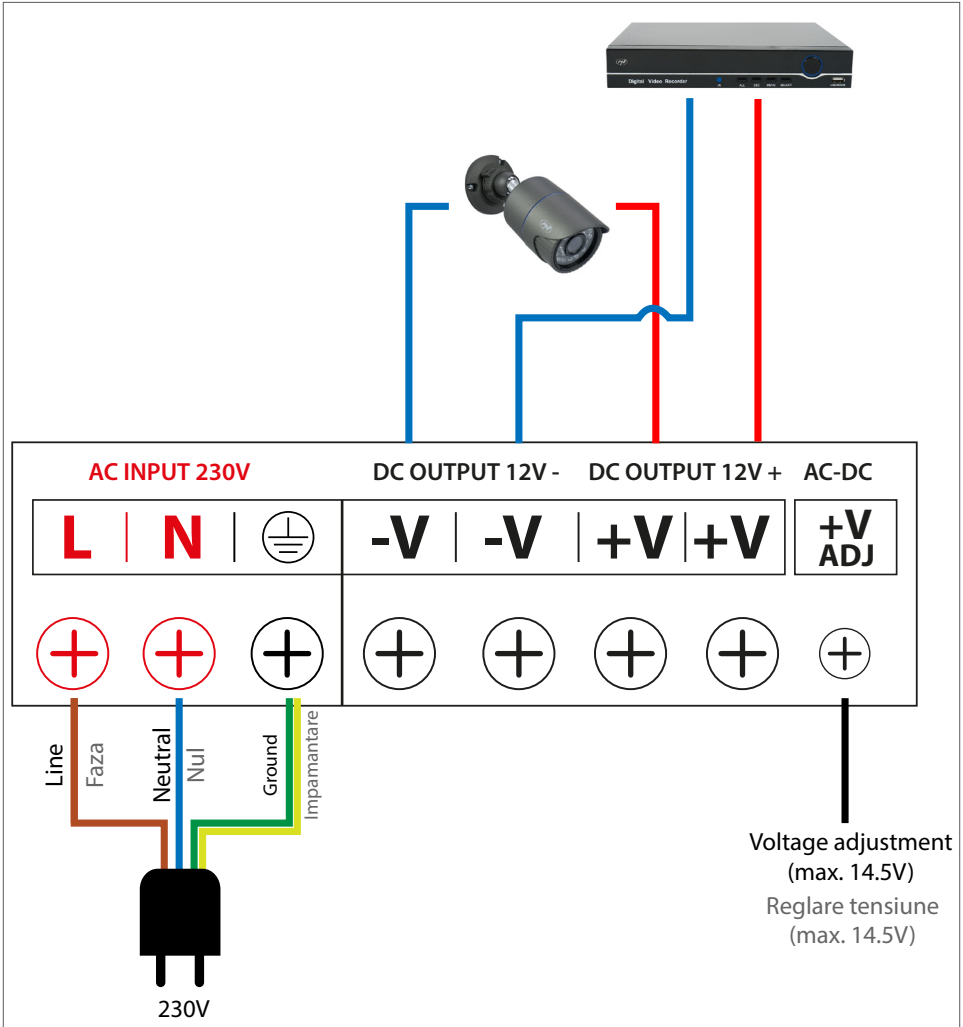 Digital Video Recorder
AC INPUT 230V
DC OUTPUT 12V -
DC OUTPUT 12V +
AC-DC
L
N
-V
-V
+V
+V
+V
ADJ
Line
Faza
Neutral
Nul
Ground
Impamantare
Voltage adjustment
(max. 14.5V)
Reglare tensiune
(max. 14.5V)
230V